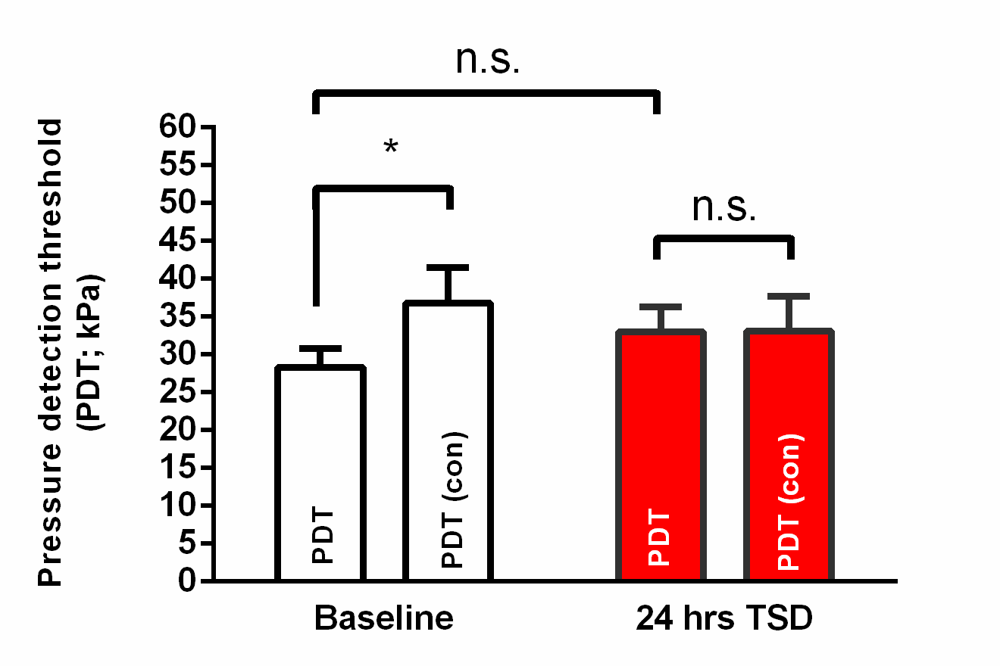 n.s.
*
n.s.
Pressure detection threshold
(PDT; kPa)
60
55
50
45
40
35
30
25
20
15
10
5
0
PDT
PDT (con)
PDT
PDT (con)
Baseline
24 hrs TSD